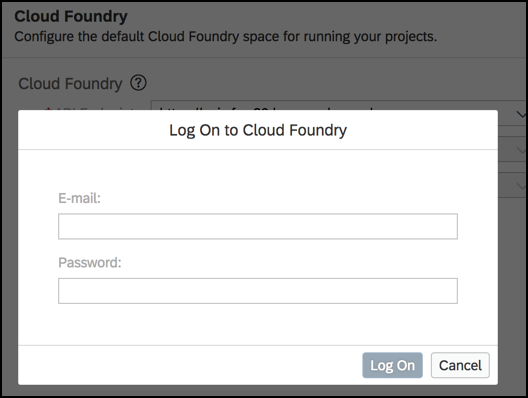 Cloud Foundry
Configure the default Cloud Foundry space for running your projects.
Cloud Foundry ?
Log On to Cloud Foundry
E-mail:
Password:
Log On
Cancel